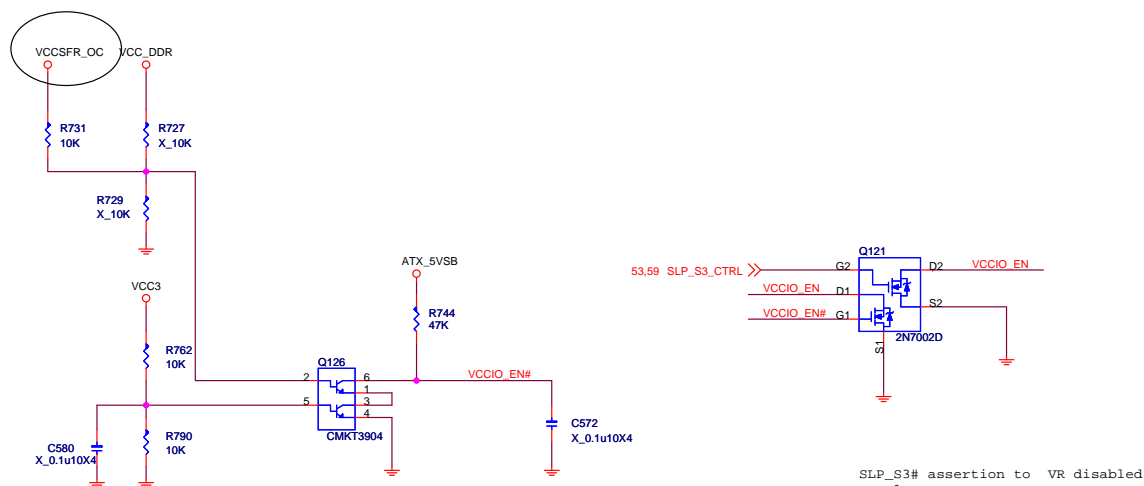 VCCSFR_OC
VCC_DDR
R731
10K
R727
X_10K
R729
X_10K
VCC3
R762
10K
C580
X_0.1u10X4
R790
10K
ATX_5VSB
R744
47K
Q126
2
5
6
1
3
4
CMKT3904
VCCIO_EN#
C572
X_0.1u10X4
Q121
53,59 SLP_S3_CTRL
G2
D2
VCCIO_EN
VCCIO_EN
D1
S2
VCCIO_EN#
G1
2N7002D
S1
SLP_S3# assertion to VR disabled